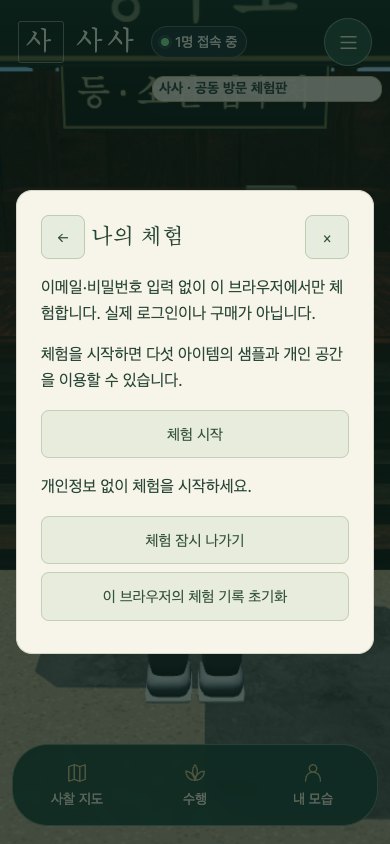 사 사사
1명 접속 중
등·소
사사 · 공동 방문 체험판
← 나의 체험 x
이메일·비밀번호 입력 없이 이 브라우저에서만 체
험합니다. 실제 로그인이나 구매가 아닙니다.
체험을 시작하면 다섯 아이템의 샘플과 개인 공간
을 이용할 수 있습니다.
체험 시작
개인정보 없이 체험을 시작하세요.
체험 잠시 나가기
이 브라우저의 체험 기록 초기화
사찰 지도
수행
내 모습